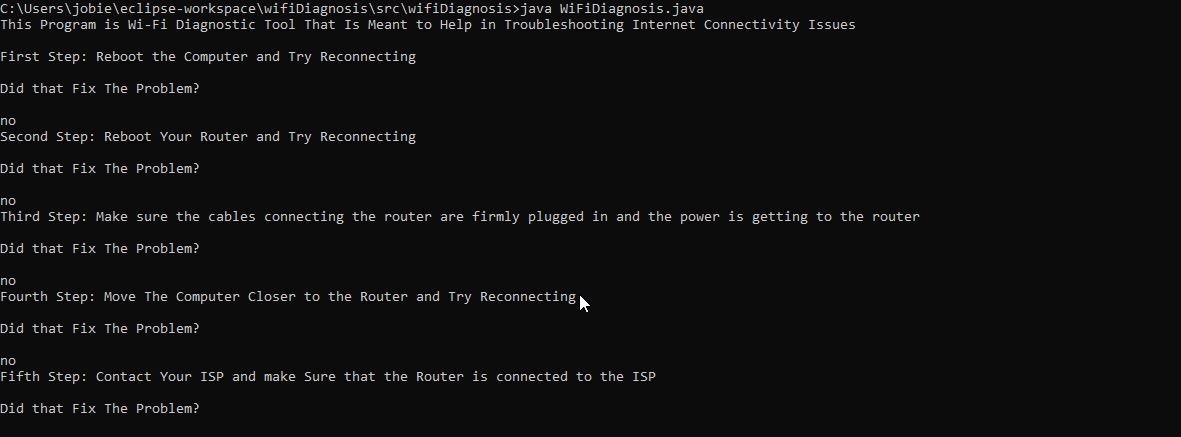 C:\Users\jobie\eclipse-workspace\wifiDiagnosis\src\wifiDiagnosis>java WiFiDiagnosis.java
This Program is Wi-Fi Diagnostic Tool That Is Meant to Help in Troubleshooting Internet Connectivity Issues
First Step: Reboot the Computer and Try Reconnecting
Did that Fix The Problem?
no
Second Step: Reboot Your Router and Try Reconnecting
Did that Fix The Problem?
no
Third Step: Make sure the cables connecting the router are firmly plugged in and the power is getting to the router
Did that Fix The Problem?
no
Fourth Step: Move The Computer Closer to the Router and Try Reconnecting
Did that Fix The Problem?
no
Fifth Step: Contact Your ISP and make Sure that the Router is connected to the ISP
Did that Fix The Problem?